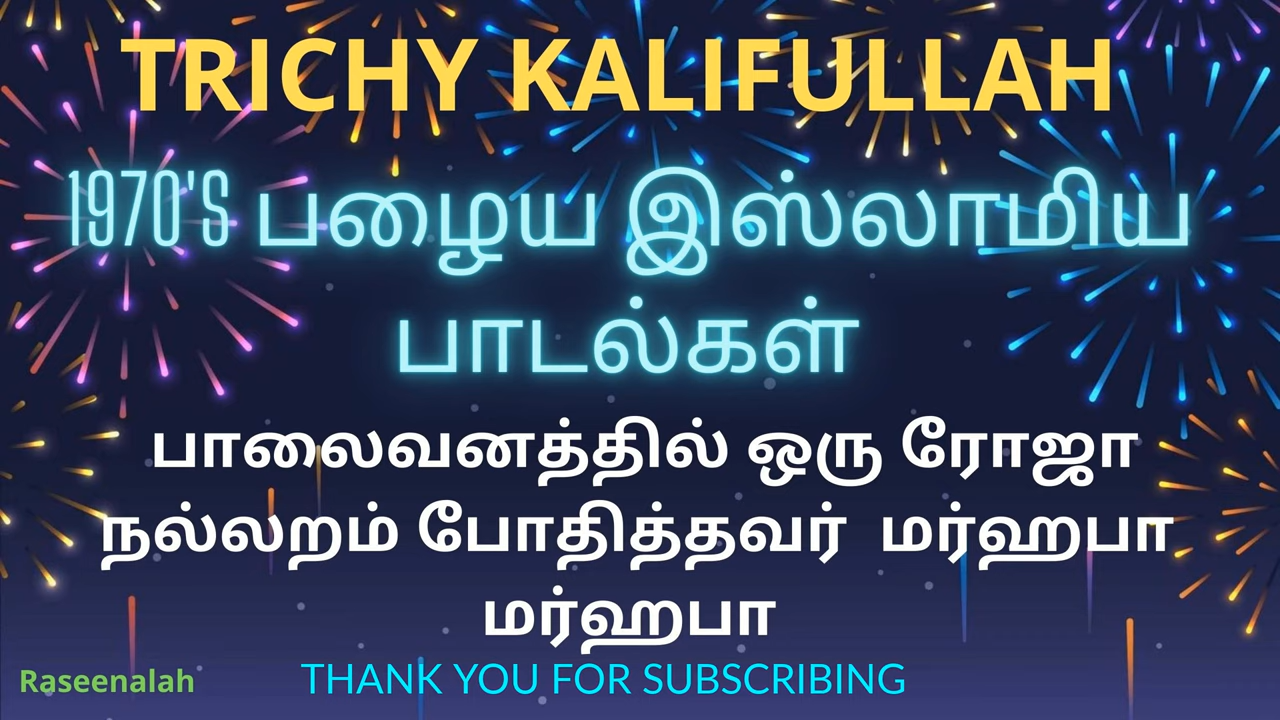 TRICHY KALIFULLAH
1970'S பழைய இஸ்லாமிய
பாடல்கள்
பாலைவனத்தில் ஒரு ரோஜா
நல்லறம் போதித்தவர் மர்ஹபா
மர்ஹபா
Raseenalah THANK YOU FOR SUBSCRIBING